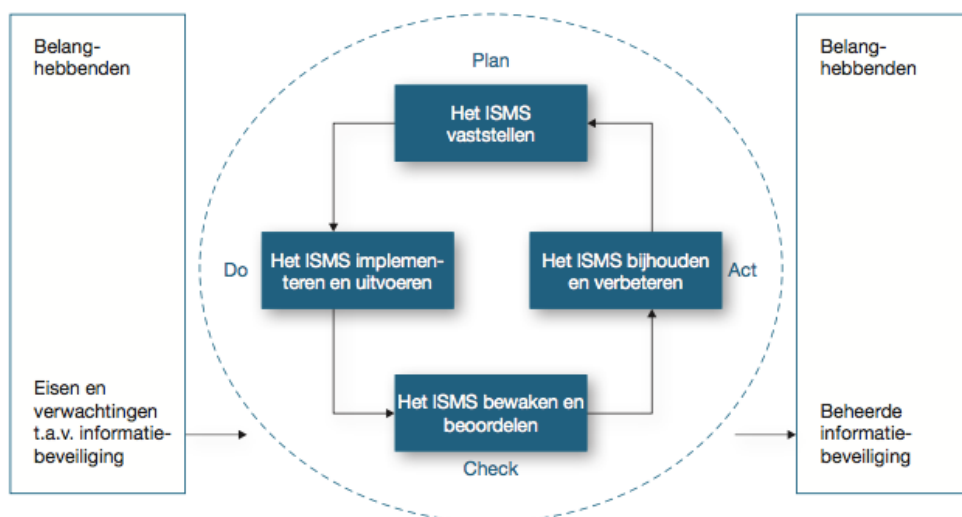 Belang-
hebbenden
Eisen en
verwachtingen
t.a.v. informatie-
beveiliging
Plan
Het ISMS
vaststellen
Do
Het ISMS implemen-
teren en uitvoeren
Het ISMS bijhouden
en verbeteren
Act
Het ISMS bewaken en
beoordelen
Check
Belang-
hebbenden
Beheerde
informatie-
beveiliging